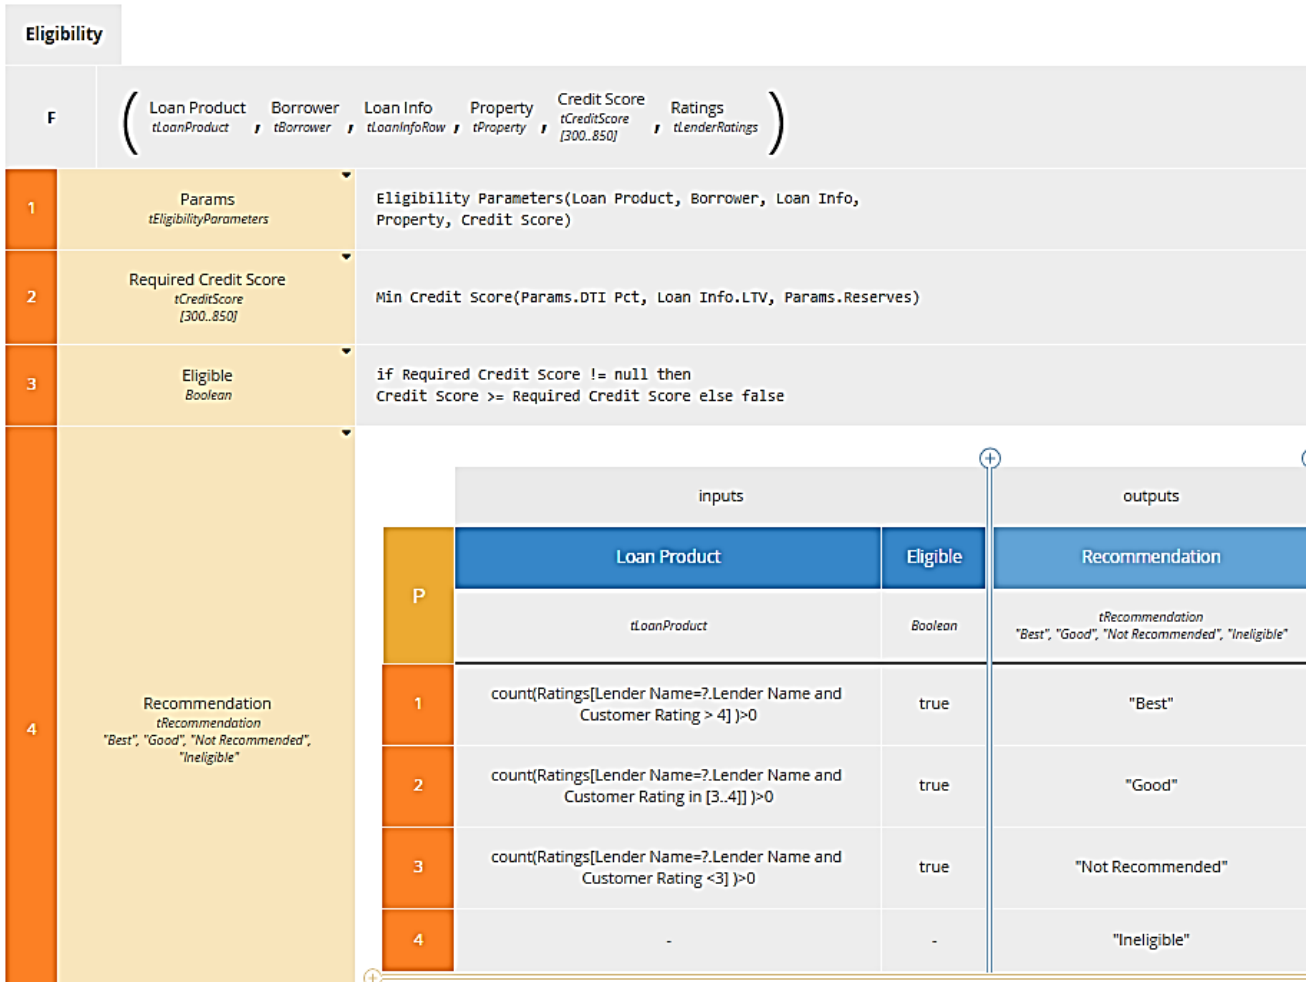 Eligibility
F
( Loan Product , Borrower , Loan Info , Property , Credit Score , Ratings )
tLoanProduct tBorrower tLoanInfoRow tProperty tCreditScore tLenderRatings
[300..850]
1
Params
tEligibilityParameters
Eligibility Parameters(Loan Product, Borrower, Loan Info,
Property, Credit Score)
2
Required Credit Score
tCreditScore
[300..850]
Min Credit Score(Params.DTI Pct, Loan Info.LTV, Params.Reserves)
3
Eligible
Boolean
if Required Credit Score != null then
Credit Score >= Required Credit Score else false
4
Recommendation
tRecommendation
"Best", "Good", "Not Recommended",
"Ineligible"
inputs
outputs
P
Loan Product
Eligible
Recommendation
tLoanProduct
Boolean
tRecommendation
"Best", "Good", "Not Recommended", "Ineligible"
1
count(Ratings[Lender Name=?.Lender Name and
Customer Rating > 4] )>0
true
"Best"
2
count(Ratings[Lender Name=?.Lender Name and
Customer Rating in [3..4]] )>0
true
"Good"
3
count(Ratings[Lender Name=?.Lender Name and
Customer Rating <3] )>0
true
"Not Recommended"
4
-
-
"Ineligible"